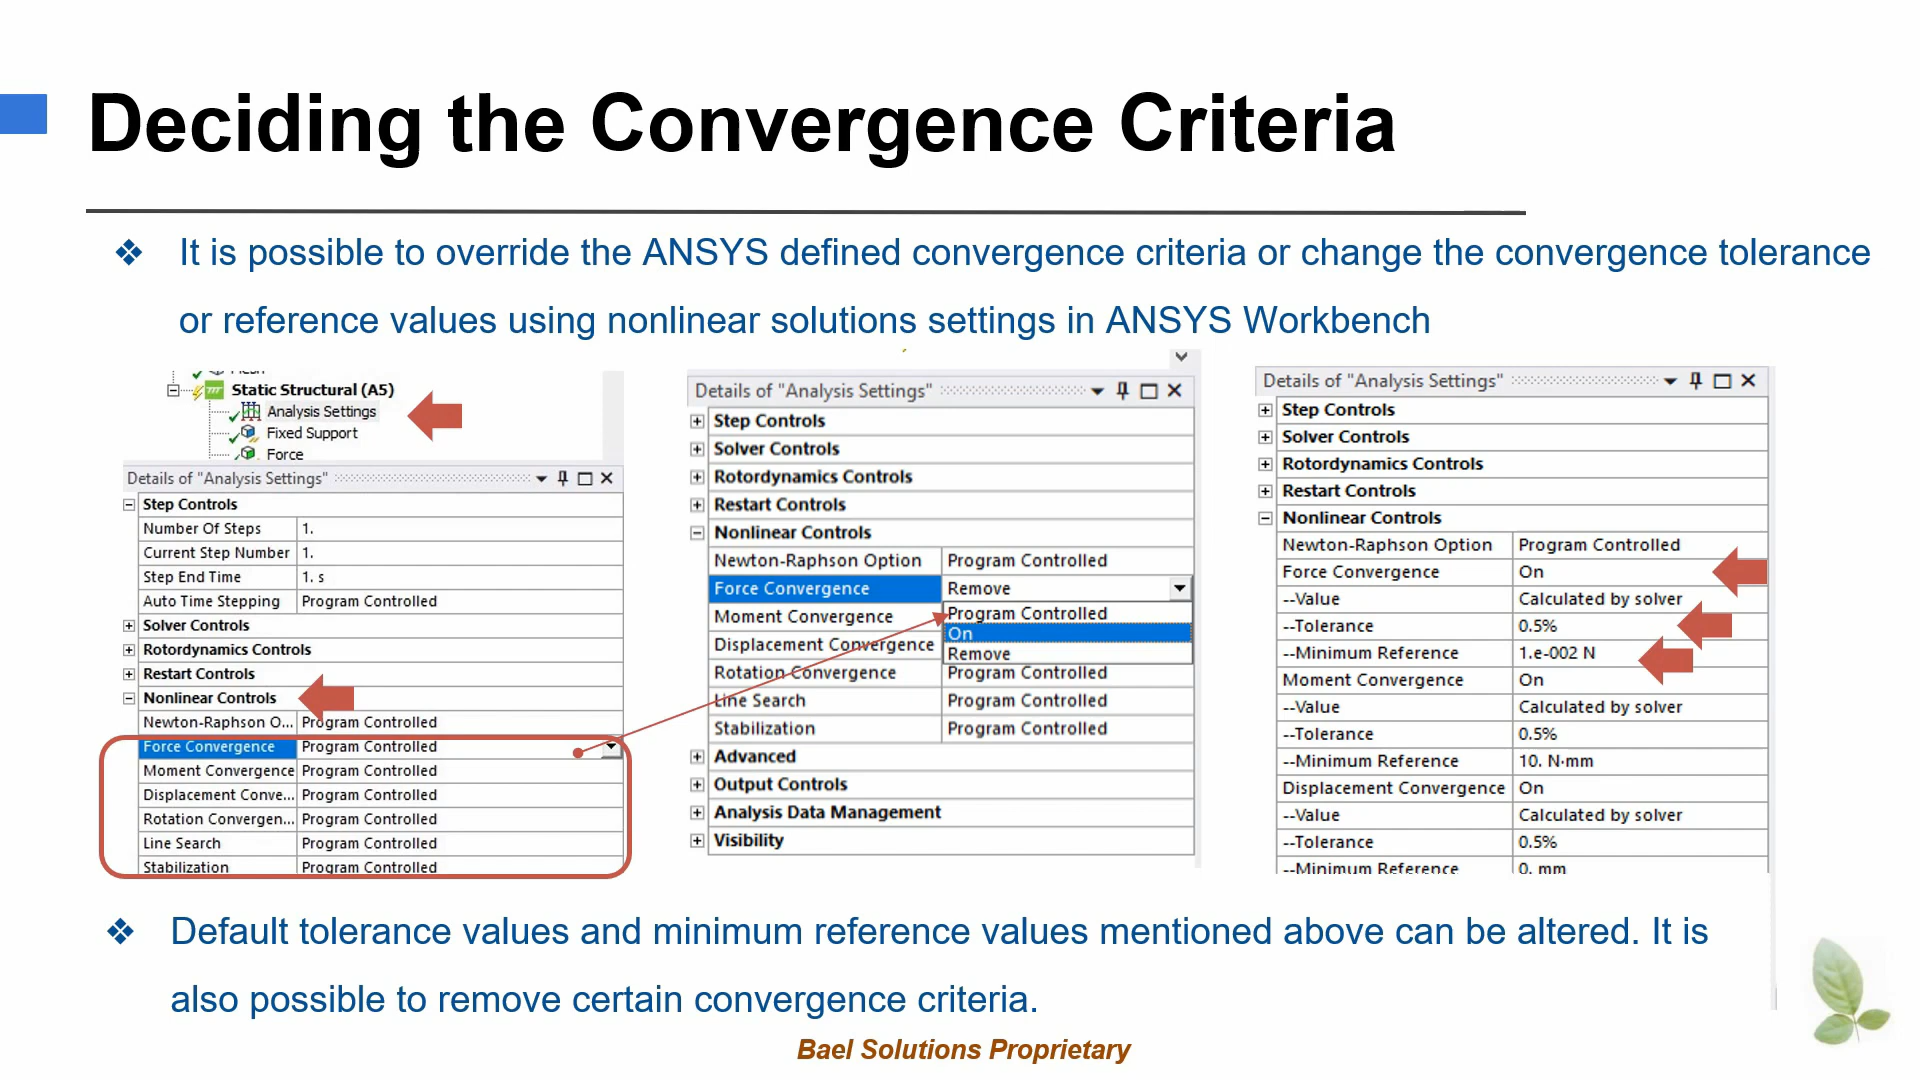 Deciding the Convergence Criteria
❖ It is possible to override the ANSYS defined convergence criteria or change the convergence tolerance
or reference values using nonlinear solutions settings in ANSYS Workbench
Static Structural (A5)
Analysis Settings
Fixed Support
Force
Details of "Analysis Settings"
Step Controls
Number Of Steps 1.
Current Step Number 1.
Step End Time 1. s
Auto Time Stepping Program Controlled
Solver Controls
Rotordynamics Controls
Restart Controls
Nonlinear Controls
Newton-Raphson O... Program Controlled
Force Convergence Program Controlled
Moment Convergence Program Controlled
Displacement Conve... Program Controlled
Rotation Convergen... Program Controlled
Line Search Program Controlled
Stabilization Program Controlled
Details of "Analysis Settings"
Step Controls
Solver Controls
Rotordynamics Controls
Restart Controls
Nonlinear Controls
Newton-Raphson Option Program Controlled
Force Convergence Remove
Program Controlled
On
Remove
Moment Convergence
Displacement Convergence
Rotation Convergence Program Controlled
Line Search Program Controlled
Stabilization Program Controlled
Advanced
Output Controls
Analysis Data Management
Visibility
Details of "Analysis Settings"
Step Controls
Solver Controls
Rotordynamics Controls
Restart Controls
Nonlinear Controls
Newton-Raphson Option Program Controlled
Force Convergence On
--Value Calculated by solver
--Tolerance 0.5%
--Minimum Reference 1.e-002 N
Moment Convergence On
--Value Calculated by solver
--Tolerance 0.5%
--Minimum Reference 10. N·mm
Displacement Convergence On
--Value Calculated by solver
--Tolerance 0.5%
--Minimum Reference 0. mm
❖ Default tolerance values and minimum reference values mentioned above can be altered. It is
also possible to remove certain convergence criteria.
Bael Solutions Proprietary